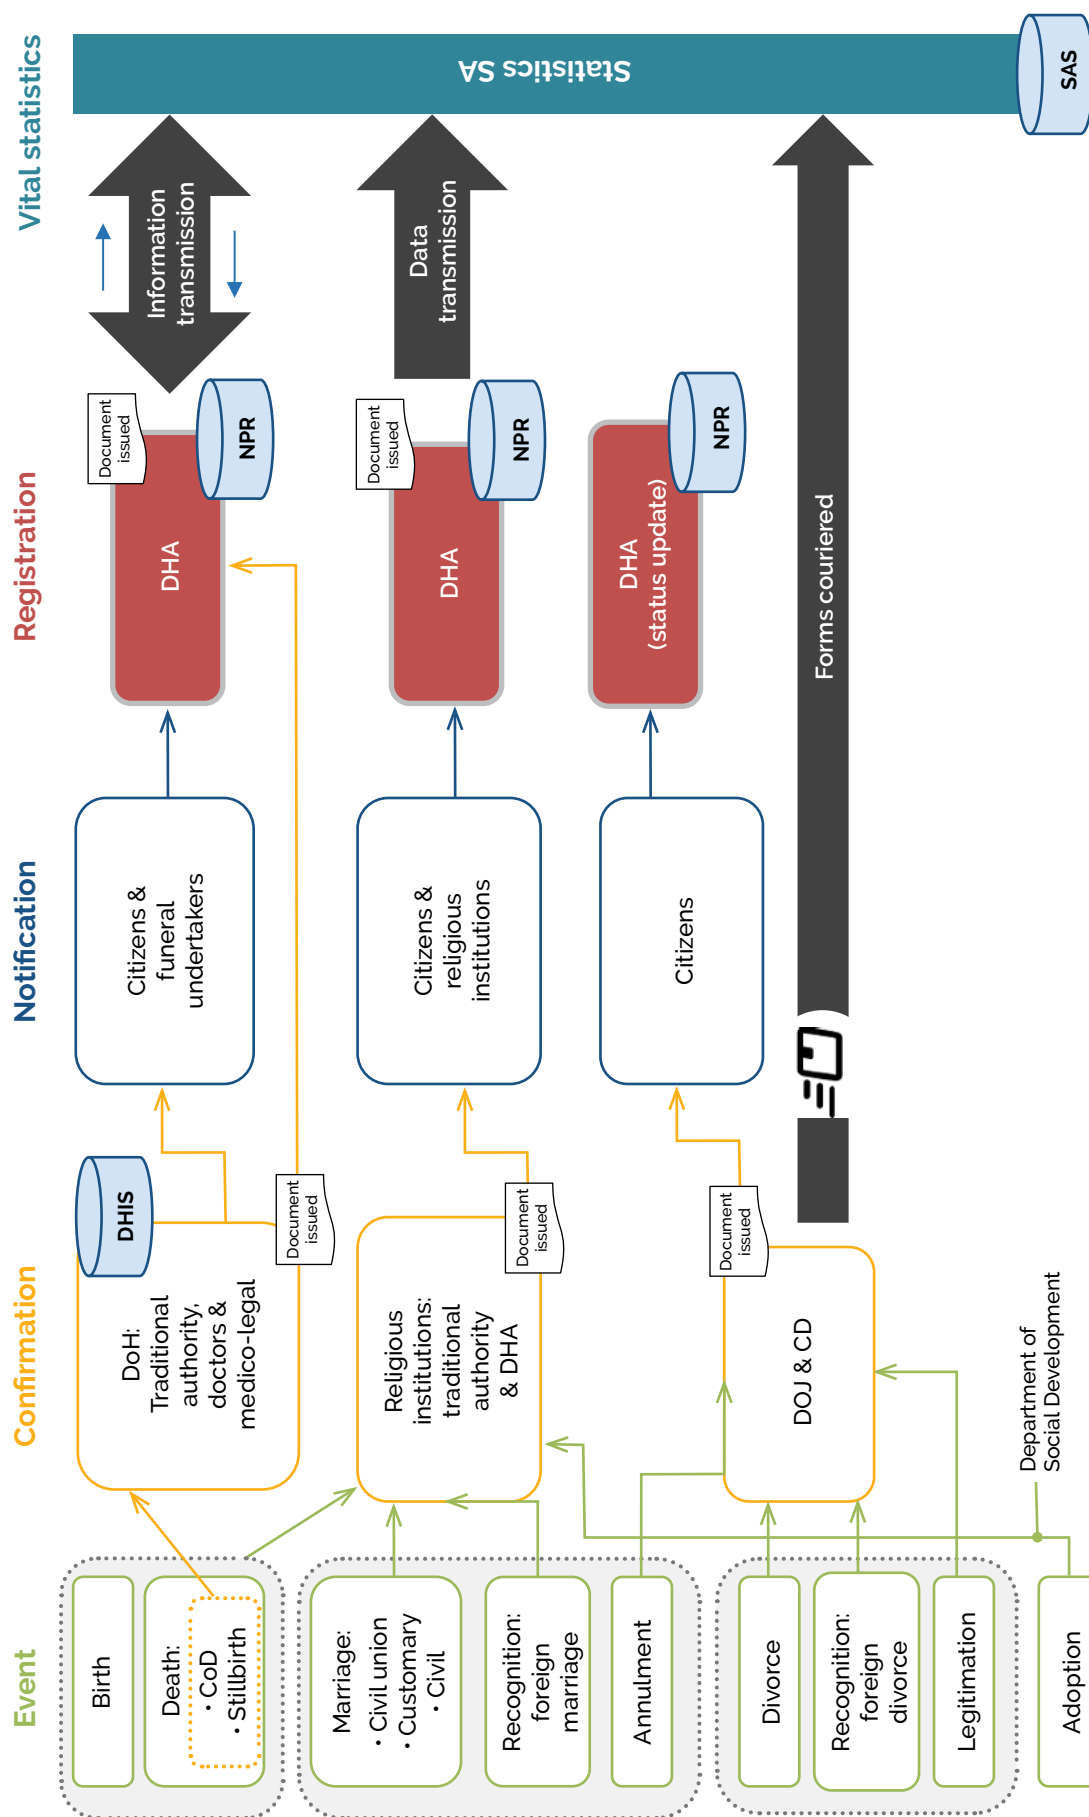 Event
Confirmation
Notification
Registration
Vital statistics
Birth
Death:
• CoD
• Stillbirth
DoH:
Traditional
authority,
doctors &
medico-legal
DHIS
Document
issued
Citizens &
funeral
undertakers
DHA
Document
issued
NPR
Information
transmission
Marriage:
• Civil union
• Customary
• Civil
Recognition:
foreign
marriage
Annulment
Religious
institutions:
traditional
authority
& DHA
Document
issued
Citizens &
religious
institutions
DHA
Document
issued
NPR
Data
transmission
Divorce
Recognition:
foreign
divorce
Legitimation
DOJ & CD
Document
issued
Citizens
DHA
(status update)
NPR
Forms couriered
Adoption
Department of
Social Development
Statistics SA
SAS